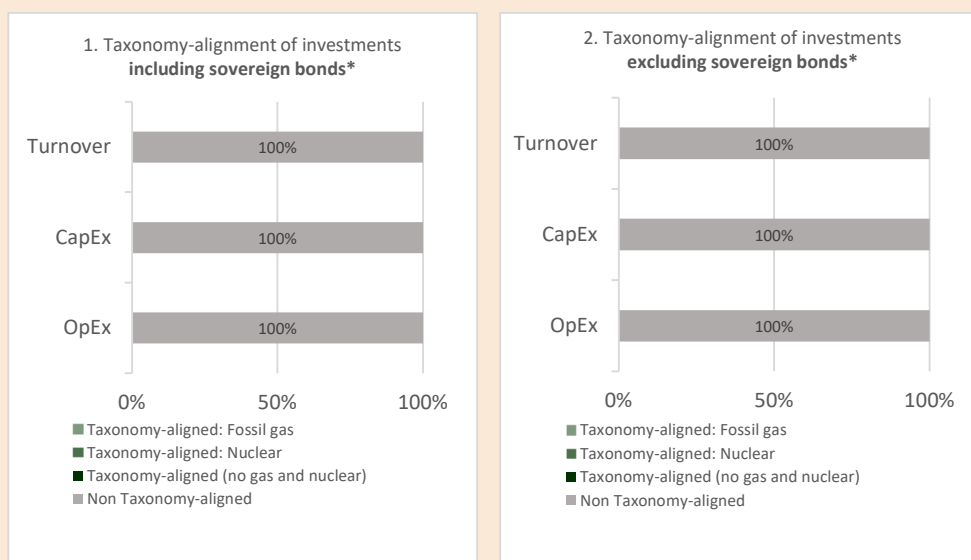 1. Taxonomy-alignment of investments
including sovereign bonds*
Turnover
100%
CapEx
100%
OpEx
100%
0%
50%
100%
Taxonomy-aligned: Fossil gas
Taxonomy-aligned: Nuclear
Taxonomy-aligned (no gas and nuclear)
Non Taxonomy-aligned
2. Taxonomy-alignment of investments
excluding sovereign bonds*
Turnover
100%
CapEx
100%
OpEx
100%
0%
50%
100%
Taxonomy-aligned: Fossil gas
Taxonomy-aligned: Nuclear
Taxonomy-aligned (no gas and nuclear)
Non Taxonomy-aligned